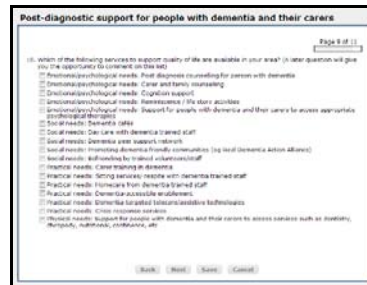 Post-diagnostic support for people with dementia and their carers
Page 9 of 11
Which of the following services to support quality of life are available in your area? (A later question will give
you the opportunity to comment on this list)
Emotional/psychological needs: Post diagnosis counselling for person with dementia
Emotional/psychological needs: Carer and family counselling
Emotional/psychological needs: Cognition support
Emotional/psychological needs: Reminiscence / life story activities
Emotional/psychological needs: Support for people with dementia and their carers to access appropriate
psychological therapies
Social needs: Dementia cafés
Social needs: Day care with dementia trained staff
Social needs: Dementia peer support network
Social needs: Promoting dementia friendly communities (eg local Dementia Action Alliance)
Social needs: Befriending by trained volunteers/staff
Practical needs: Carer training in dementia
Practical needs: Sitting services/ respite with dementia trained staff
Practical needs: Homecare from dementia trained staff
Practical needs: Dementia-accessible enablement
Practical needs: Dementia-targeted telecare/assistive technologies
Practical needs: Crisis response services
Physical needs: Support for people with dementia and their carers to access services such as dentistry,
chiropody, nutritional, continence, etc
Back Next Save Cancel